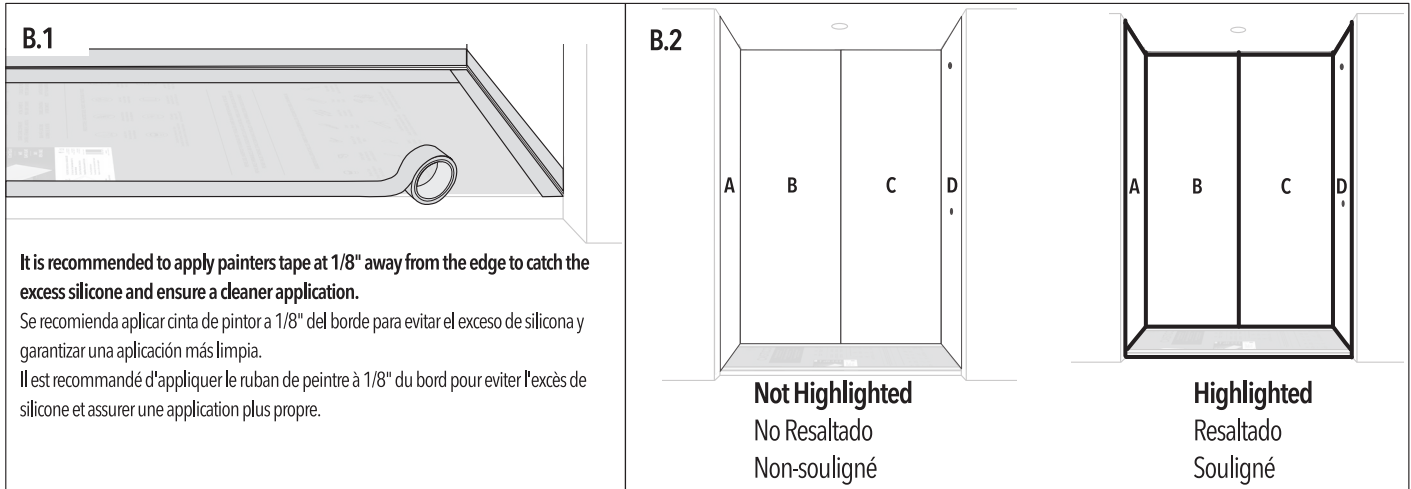 B.1
It is recommended to apply painters tape at 1/8" away from the edge to catch the
excess silicone and ensure a cleaner application.
Se recomienda aplicar cinta de pintor a 1/8" del borde para evitar el exceso de silicona y
garantizar una aplicación más limpia.
Il est recommandé d'appliquer le ruban de peintre à 1/8" du bord pour eviter l'excès de
silicone et assurer une application plus propre.
B.2
A B C D
Not Highlighted
No Resaltado
Non-souligné
A B C D
Highlighted
Resaltado
Souligné